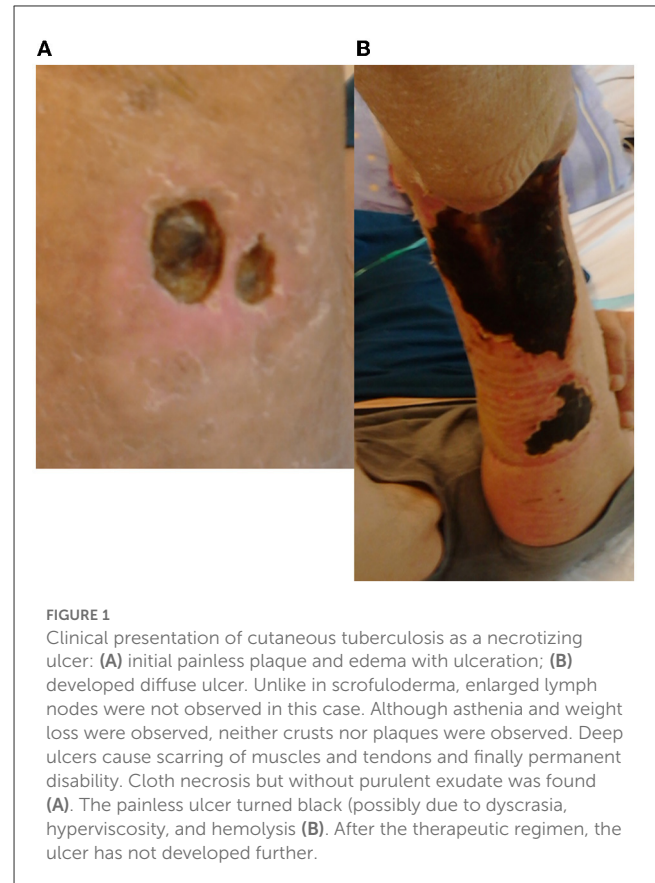 A
B
FIGURE 1
Clinical presentation of cutaneous tuberculosis as a necrotizing
ulcer: (A) initial painless plaque and edema with ulceration; (B)
developed diffuse ulcer. Unlike in scrofuloderma, enlarged lymph
nodes were not observed in this case. Although asthenia and weight
loss were observed, neither crusts nor plaques were observed. Deep
ulcers cause scarring of muscles and tendons and finally permanent
disability. Cloth necrosis but without purulent exudate was found
(A). The painless ulcer turned black (possibly due to dyscrasia,
hyperviscosity, and hemolysis (B). After the therapeutic regimen, the
ulcer has not developed further.